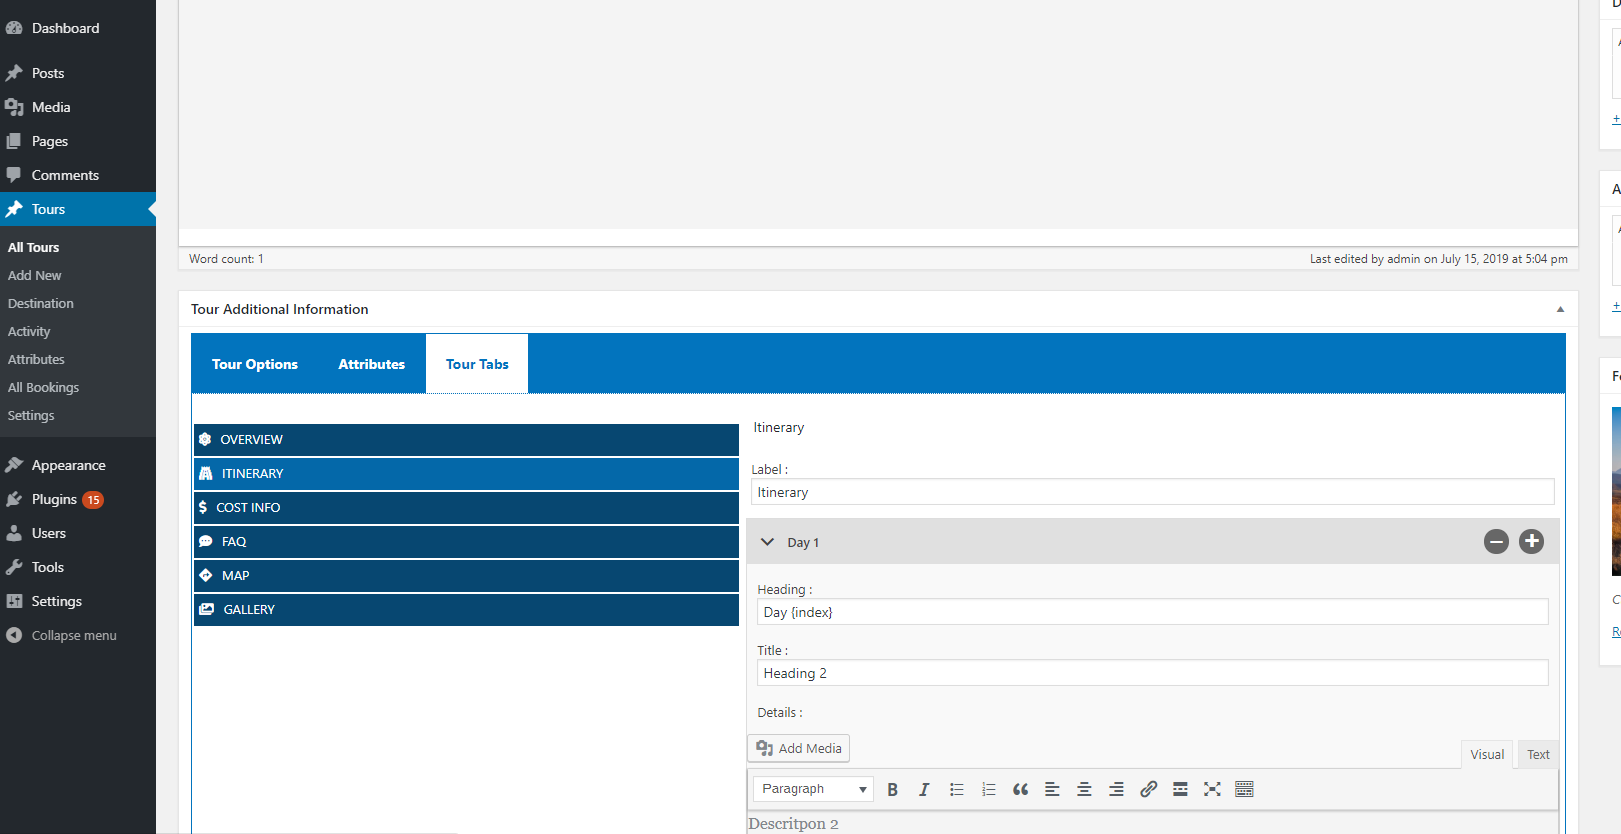 Dashboard
Posts
Media
Pages
Comments
Tours
All Tours
Add New
Destination
Activity
Attributes
All Bookings
Settings
Appearance
Plugins 15
Users
Tools
Settings
Collapse menu
Word count: 1
Last edited by admin on July 15, 2019 at 5:04 pm
Tour Additional Information
Tour Options
Attributes
Tour Tabs
OVERVIEW
ITINERARY
COST INFO
FAQ
MAP
GALLERY
Itinerary
Label :
Itinerary
Day 1
Heading :
Day {index}
Title :
Heading 2
Details :
Add Media
Visual
Text
Paragraph
Descritpon 2